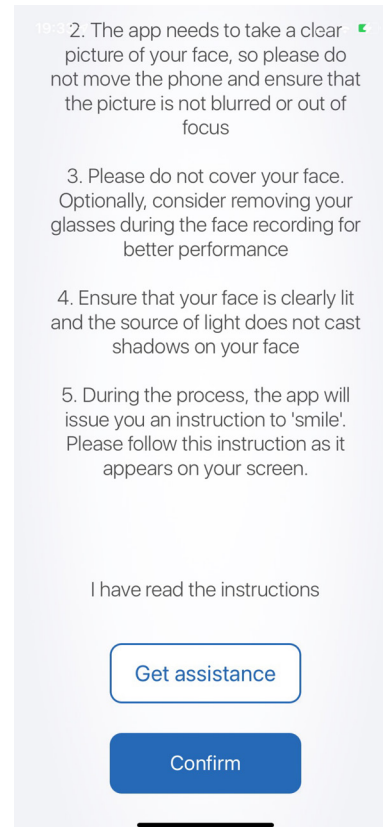 2. The app needs to take a clear
picture of your face, so please do
not move the phone and ensure that
the picture is not blurred or out of
focus
3. Please do not cover your face.
Optionally, consider removing your
glasses during the face recording for
better performance
4. Ensure that your face is clearly lit
and the source of light does not cast
shadows on your face
5. During the process, the app will
issue you an instruction to 'smile'.
Please follow this instruction as it
appears on your screen.
I have read the instructions
Get assistance
Confirm